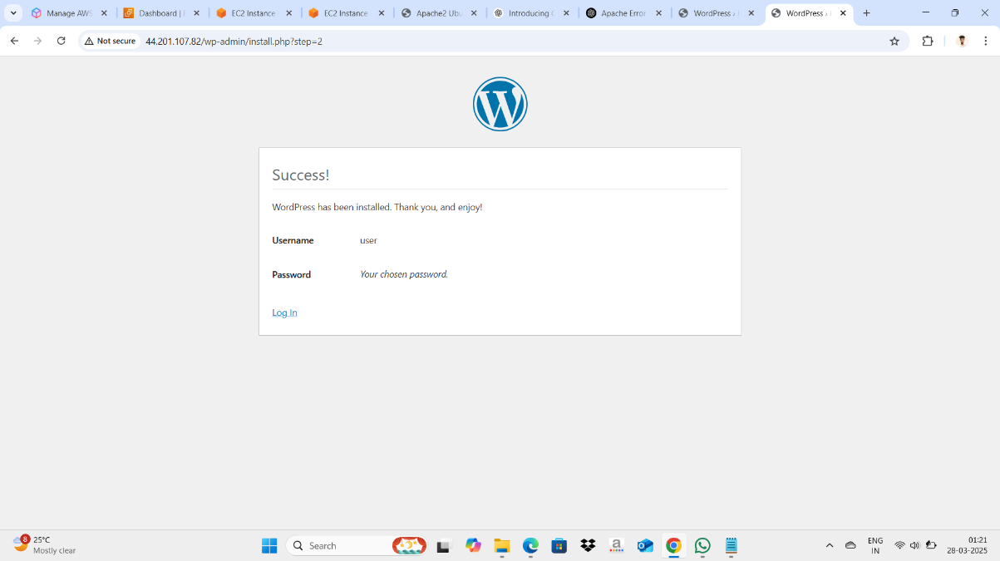 Manage AWS
Dashboard |
EC2 Instance
EC2 Instance
Apache2 Ubu
Introducing
Apache Error
WordPress ›
WordPress ›
Not secure
44.201.107.82/wp-admin/install.php?step=2
Success!
WordPress has been installed. Thank you, and enjoy!
Username user
Password Your chosen password.
Log In
8
25°C
Mostly clear
Search
ENG
IN
01:21
28-03-2025